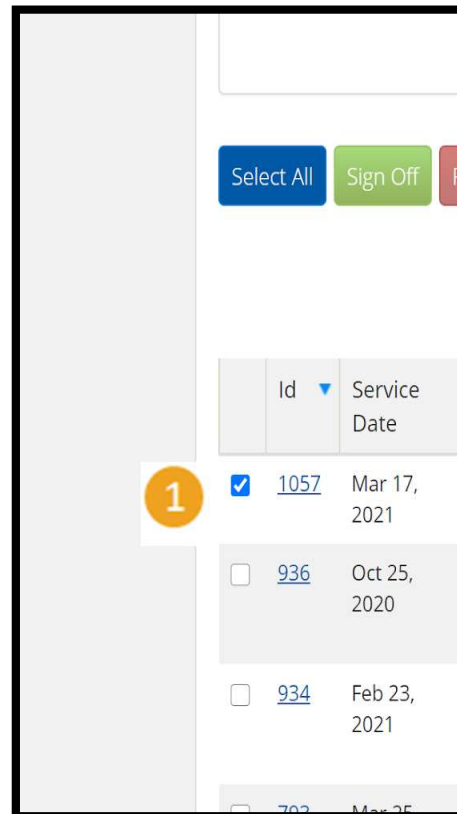 Select All Sign Off
Id Service
Date
1 1057 Mar 17,
2021
936 Oct 25,
2020
934 Feb 23,
2021